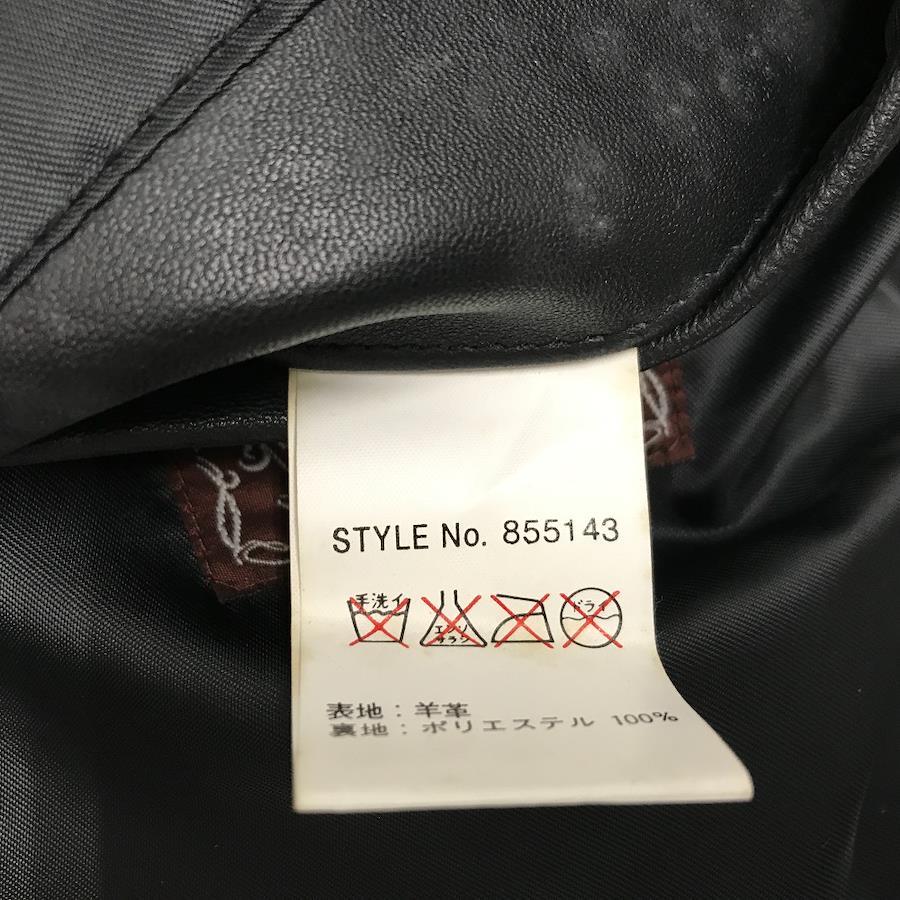 STYLE No. 855143
手洗イ エンソサラシ ドライ
表地：羊革
裏地：ポリエステル 100%